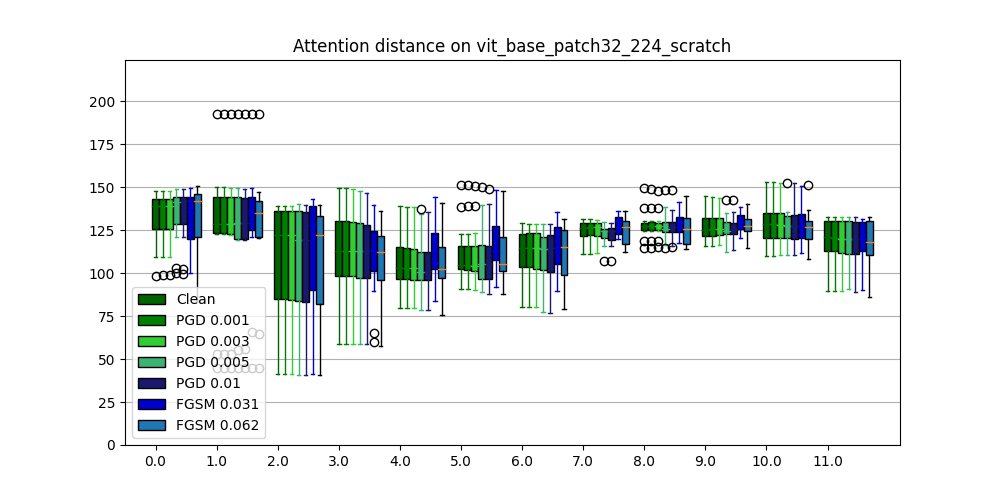 Attention distance on vit_base_patch32_224_scratch
200
175
150
125
100
75
50
25
0
Clean
PGD 0.001
PGD 0.003
PGD 0.005
PGD 0.01
FGSM 0.031
FGSM 0.062
0.0 1.0 2.0 3.0 4.0 5.0 6.0 7.0 8.0 9.0 10.0 11.0